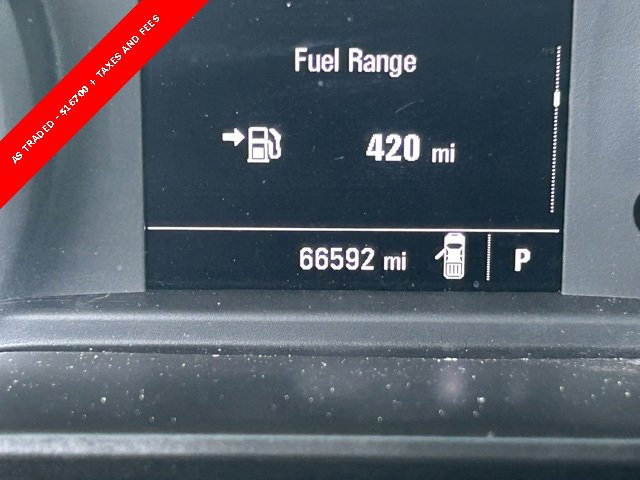 AS TRADED - $16700 + TAXES AND FEES
Fuel Range
420 mi
66592 mi P